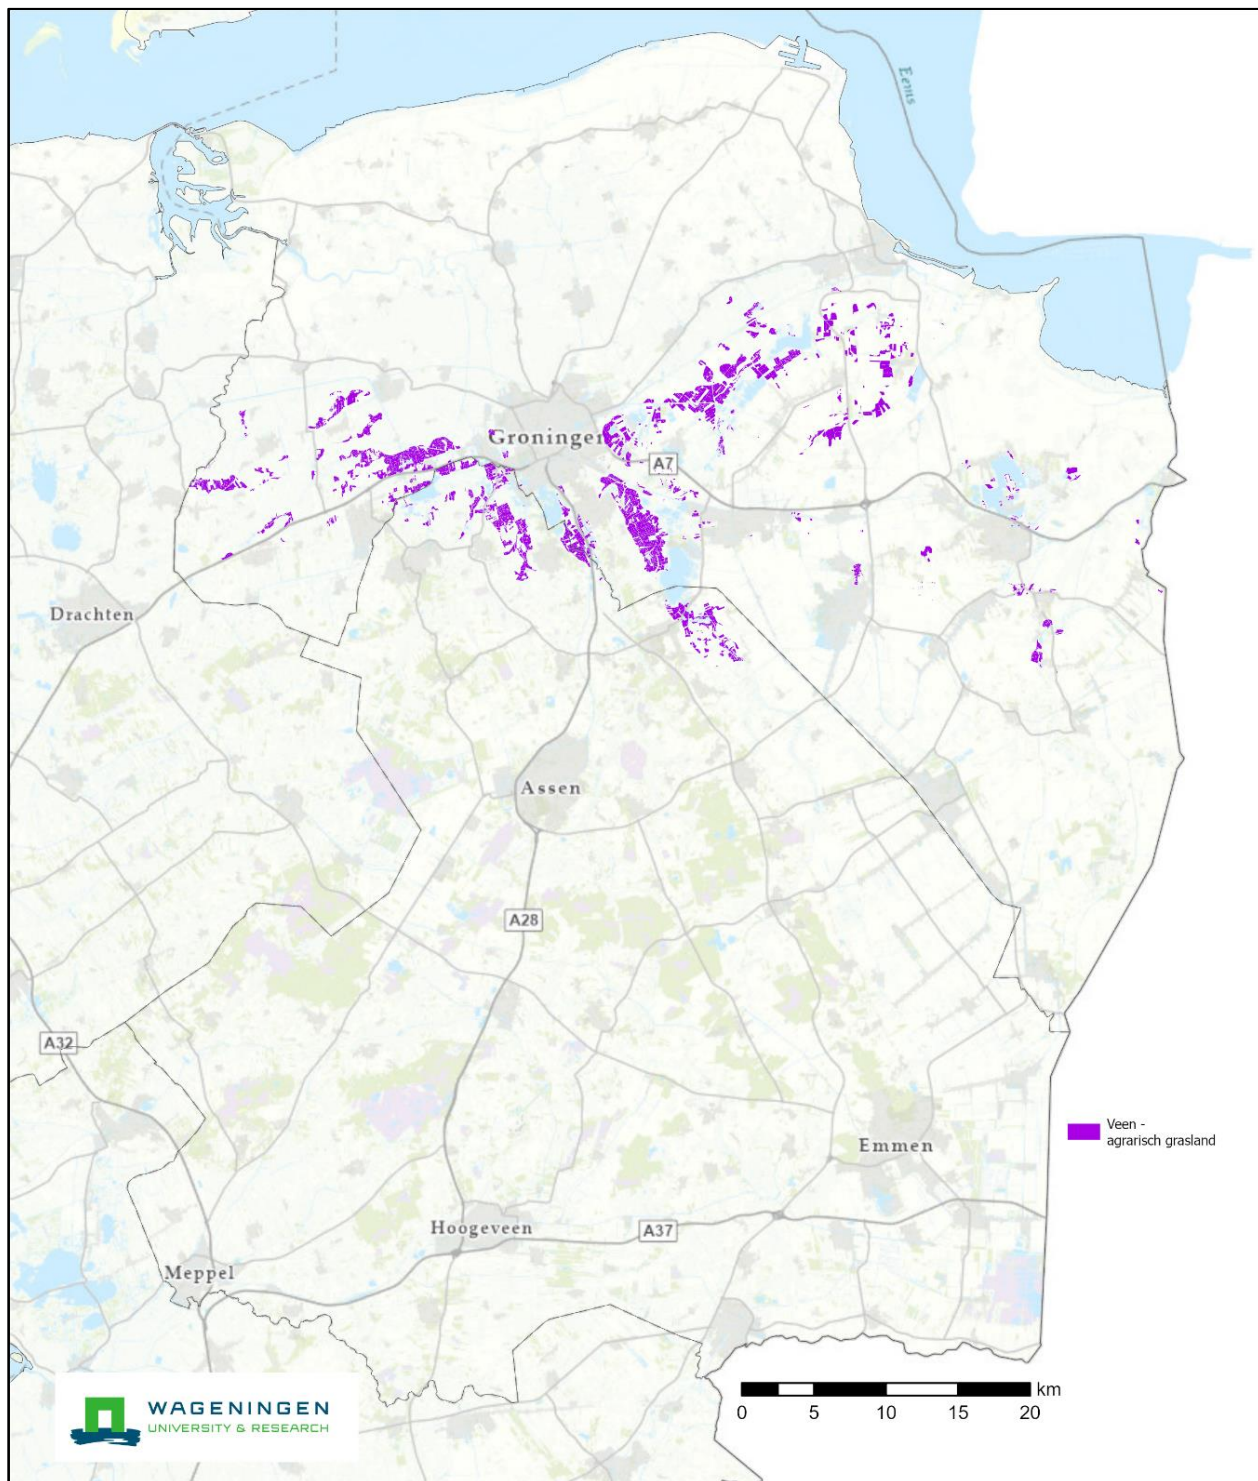 Eems
Groningen
A7
Drachten
Assen
A28
A32
Veen -
agrarisch grasland
Emmen
Hoogeveen
A37
Meppel
WAGENINGEN
UNIVERSITY & RESEARCH
km
0 5 10 15 20